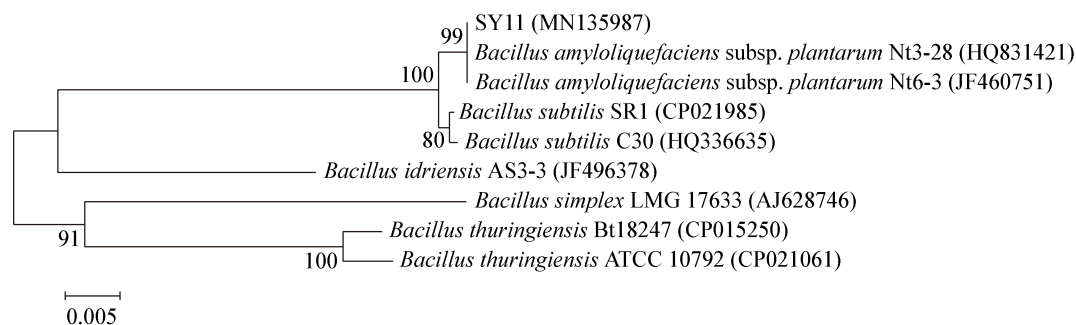 SY11 (MN135987)
99
Bacillus amyloliquefaciens subsp. plantarum Nt3-28 (HQ831421)
100
Bacillus amyloliquefaciens subsp. plantarum Nt6-3 (JF460751)
Bacillus subtilis SR1 (CP021985)
80
Bacillus subtilis C30 (HQ336635)
Bacillus idriensis AS3-3 (JF496378)
Bacillus simplex LMG 17633 (AJ628746)
91
Bacillus thuringiensis Bt18247 (CP015250)
100
Bacillus thuringiensis ATCC 10792 (CP021061)
0.005